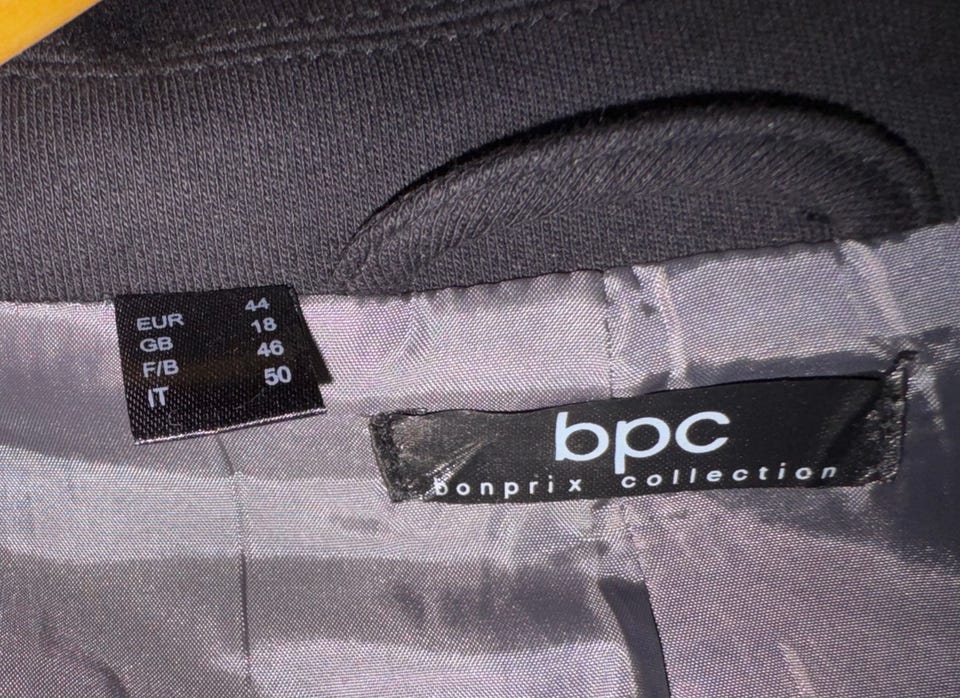 EUR 44
GB 18
F/B 46
IT 50
bpc
bonprix collection